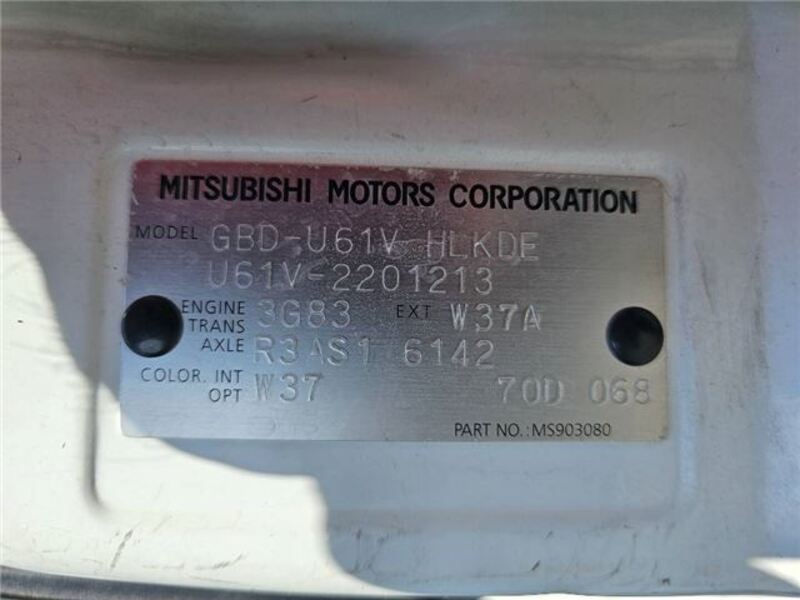 MITSUBISHI MOTORS CORPORATION
MODEL GBD-U61V-HLKDE
U61V-2201213
ENGINE 3G83 EXT W37A
TRANS
AXLE R3AS1 6142
COLOR. INT W37 70D 068
OPT
PART NO.:MS903080